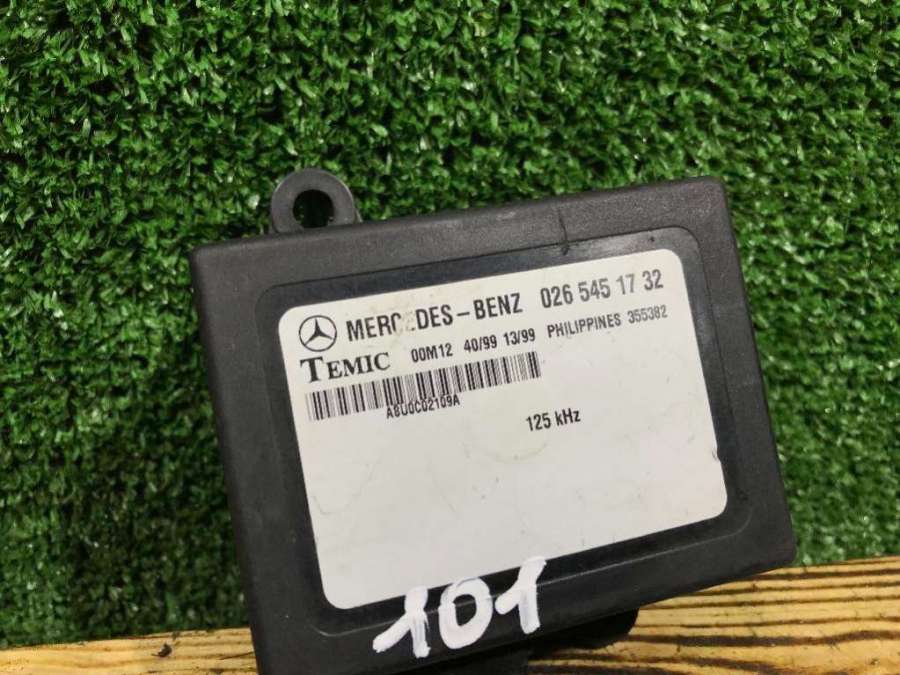 MERCEDES-BENZ 026 545 17 32
TEMIC 00M12 40/99 13/99 PHILIPPINES 355382
A8U0C02109A
125 kHz
101